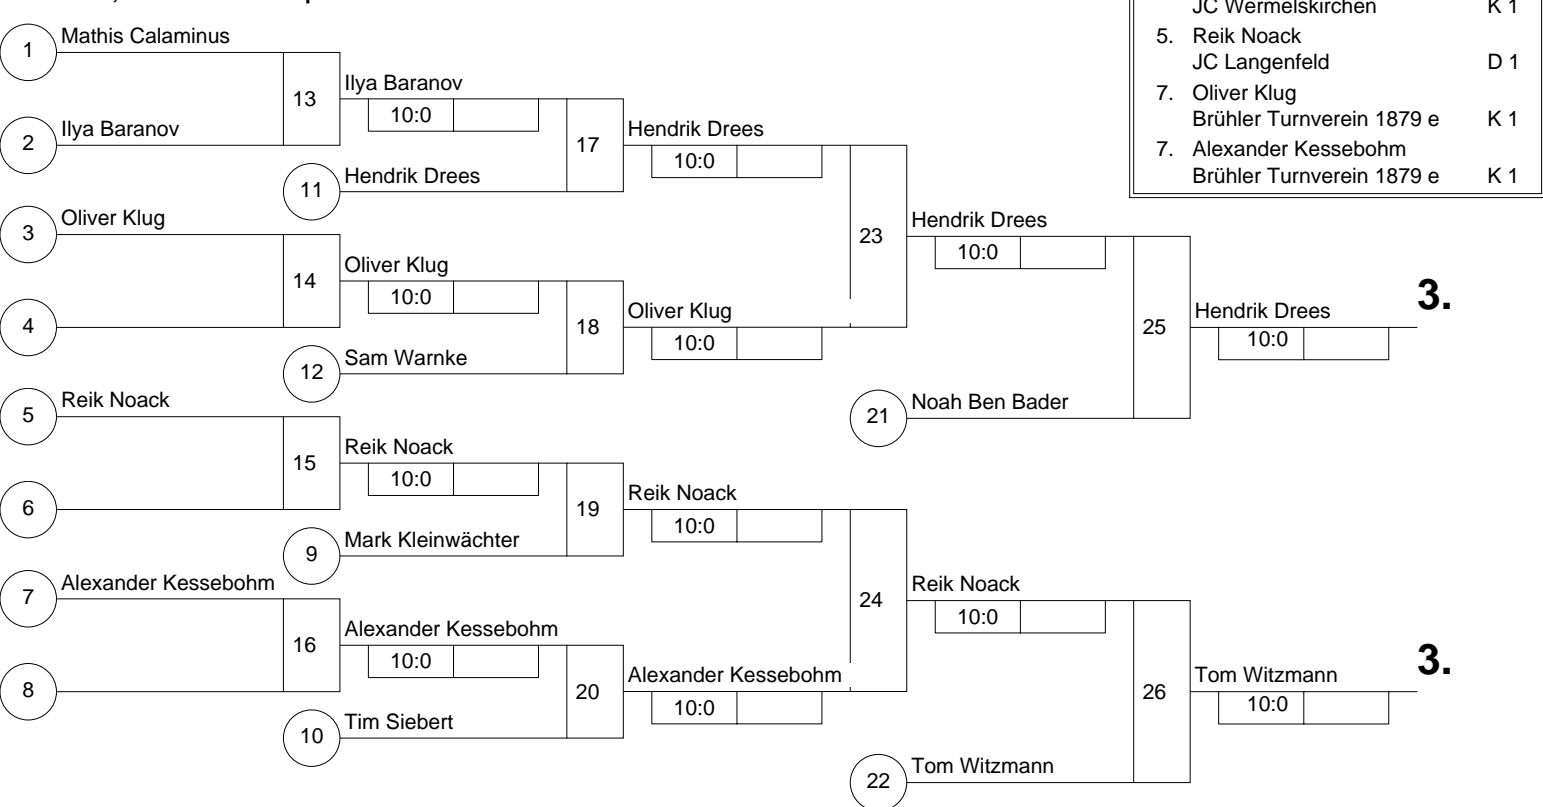 JC Wermelskirchen K 1
5. Reik Noack
JC Langenfeld D 1
7. Oliver Klug
Brühler Turnverein 1879 e K 1
7. Alexander Kessebohm
Brühler Turnverein 1879 e K 1
1 Mathis Calaminus
13 Ilya Baranov
10:0
2 Ilya Baranov
17 Hendrik Drees
10:0
11 Hendrik Drees
3 Oliver Klug
23 Hendrik Drees
10:0
14 Oliver Klug
10:0
4
18 Oliver Klug
10:0
25 Hendrik Drees
10:0
3.
12 Sam Warnke
5 Reik Noack
21 Noah Ben Bader
15 Reik Noack
10:0
6
19 Reik Noack
10:0
9 Mark Kleinwächter
7 Alexander Kessebohm
24 Reik Noack
10:0
16 Alexander Kessebohm
10:0
8
20 Alexander Kessebohm
10:0
26 Tom Witzmann
10:0
3.
10 Tim Siebert
22 Tom Witzmann